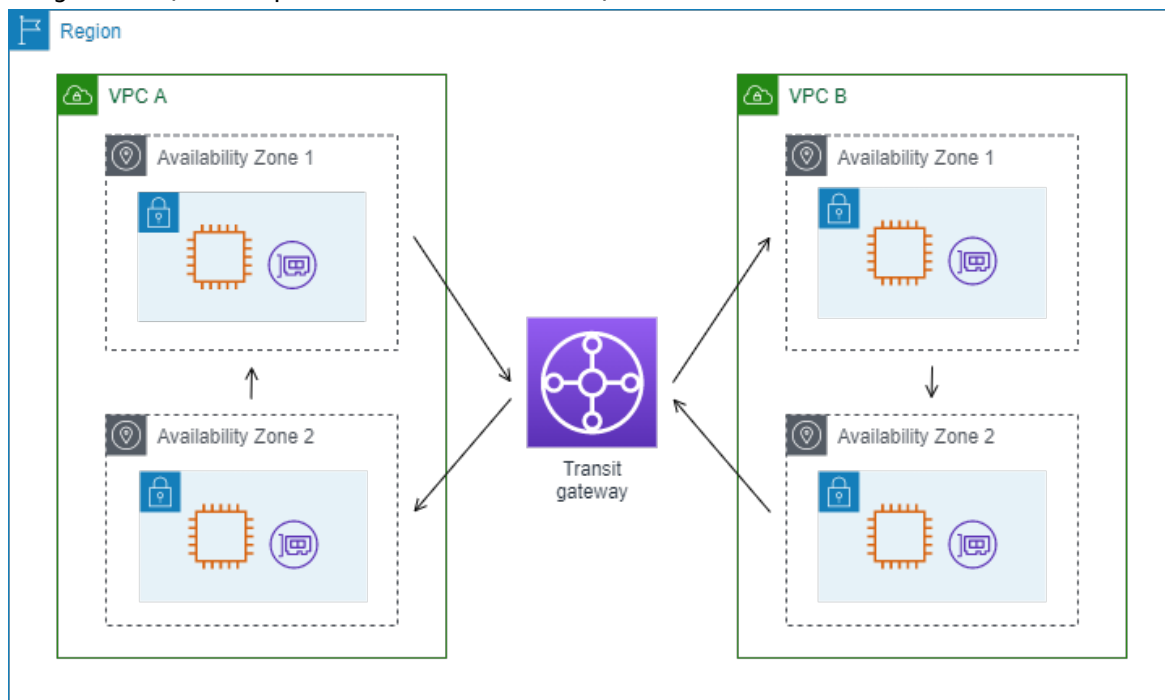 Region
VPC A
VPC B
Availability Zone 1
Availability Zone 1
Availability Zone 2
Availability Zone 2
Transit
gateway